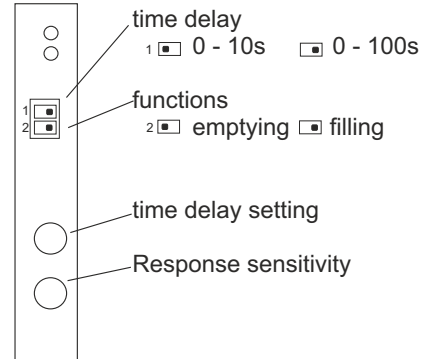 time delay
1 0 - 10s 0 - 100s
functions
1
2
2 emptying filling
time delay setting
Response sensitivity